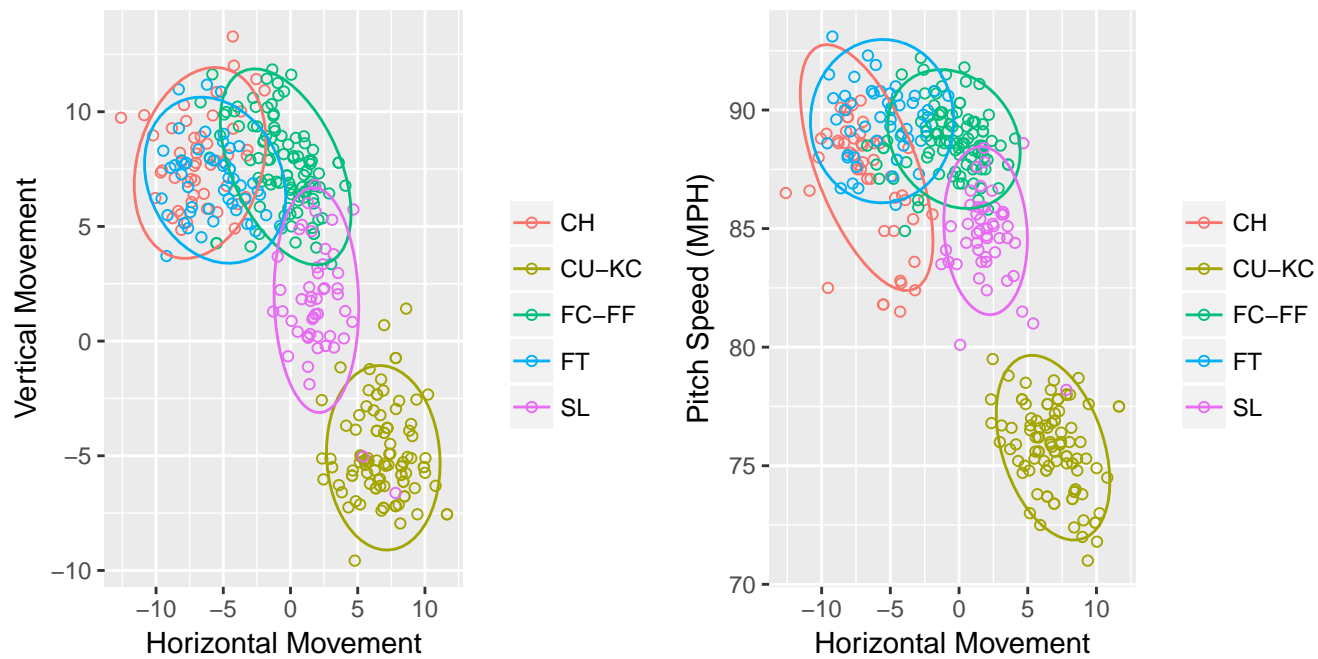 Vertical Movement
10
5
0
−5
−10
−10 −5 0 5 10
Horizontal Movement
CH
CU−KC
FC−FF
FT
SL
Pitch Speed (MPH)
90
85
80
75
70
−10 −5 0 5 10
Horizontal Movement
CH
CU−KC
FC−FF
FT
SL